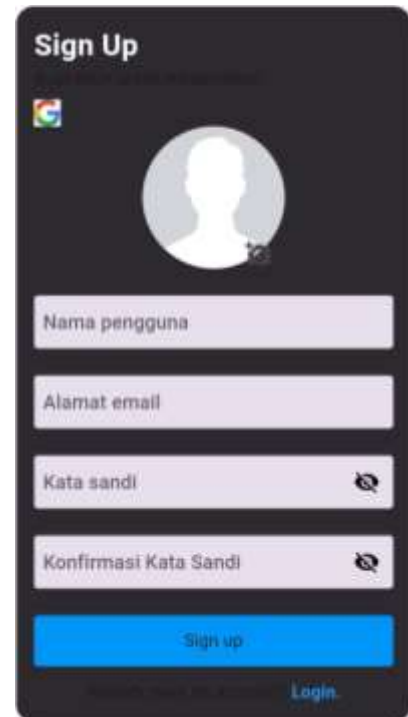 Sign Up
Nama pengguna
Alamat email
Kata sandi
Konfirmasi Kata Sandi
Sign up
Login.